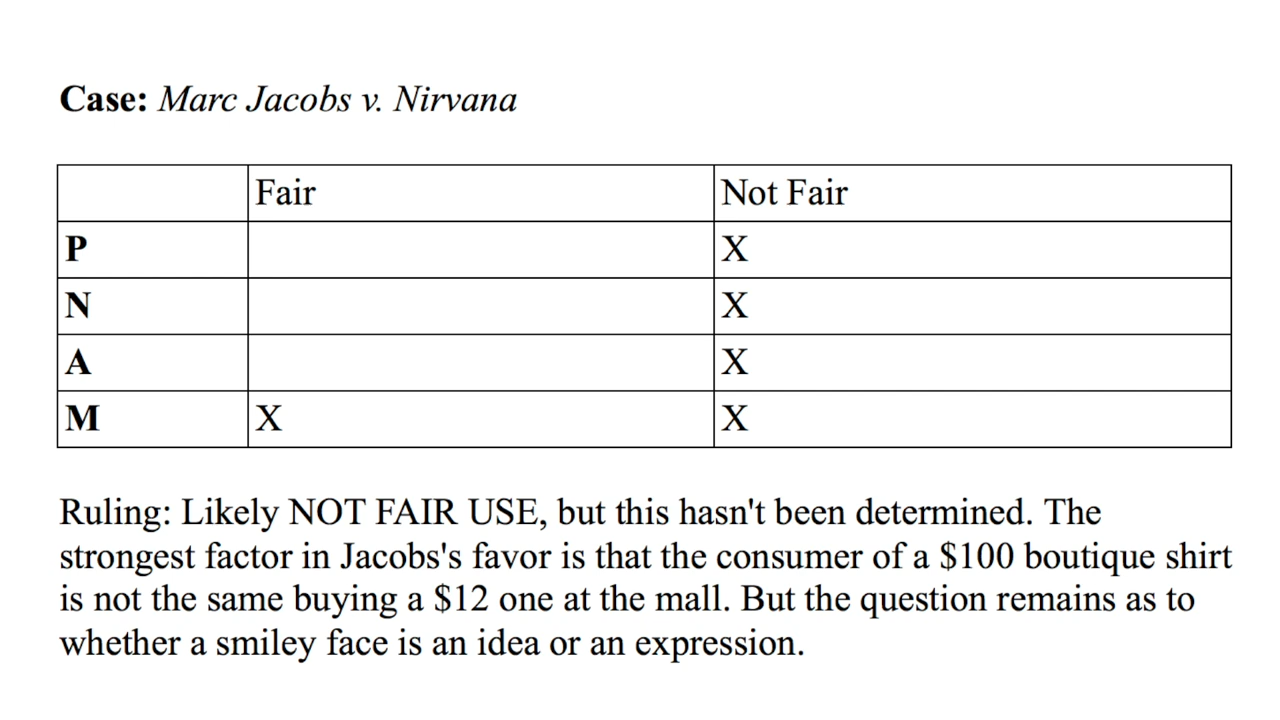 Case: Marc Jacobs v. Nirvana
Fair Not Fair
P X
N X
A X
M X X
Ruling: Likely NOT FAIR USE, but this hasn't been determined. The
strongest factor in Jacobs's favor is that the consumer of a $100 boutique shirt
is not the same buying a $12 one at the mall. But the question remains as to
whether a smiley face is an idea or an expression.